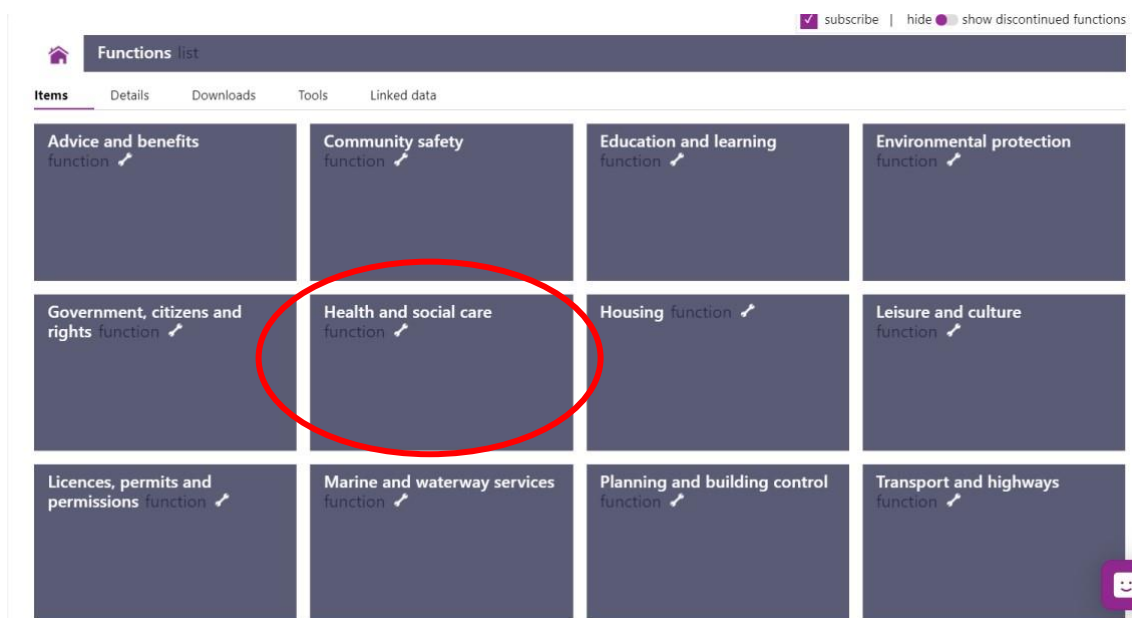 subscribe | hide show discontinued functions
Functions list
Items Details Downloads Tools Linked data
Advice and benefits
function
Community safety
function
Education and learning
function
Environmental protection
function
Government, citizens and
rights function
Health and social care
function
Housing function
Leisure and culture
function
Licences, permits and
permissions function
Marine and waterway services
function
Planning and building control
function
Transport and highways
function